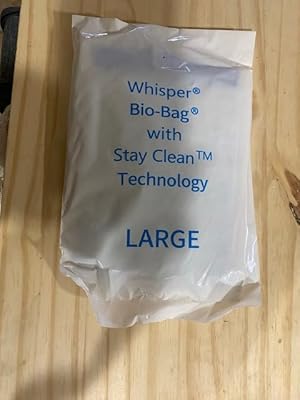 Whisper®
Bio-Bag®
with
Stay Clean™
Technology
LARGE